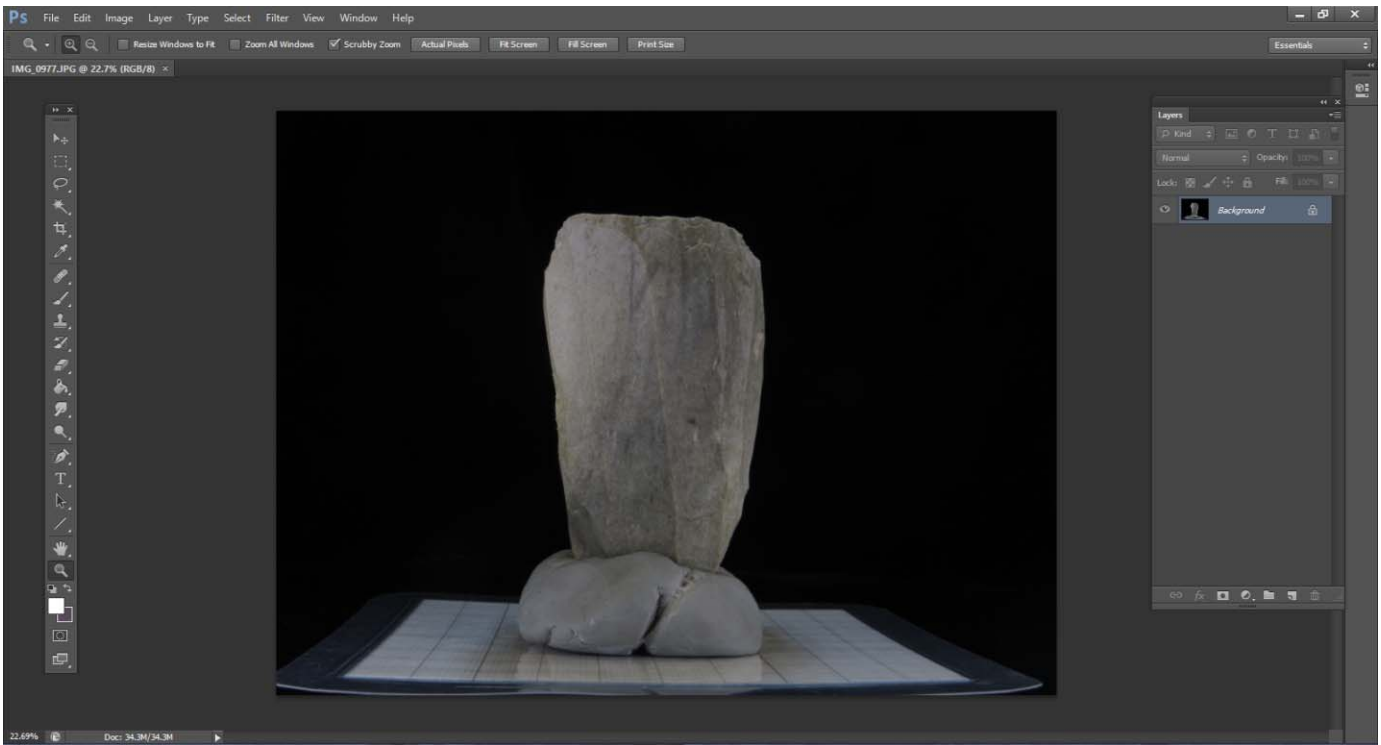 Ps File Edit Image Layer Type Select Filter View Window Help
Resize Windows to Fit Zoom All Windows Scrubby Zoom Actual Pixels Fit Screen Fill Screen Print Size Essentials
IMG_0977.JPG @ 22.7% (RGB/8) ×
Layers
Kind
Normal Opacity: 100%
Lock: Fill: 100%
Background
22.69% Doc: 34.3M/34.3M